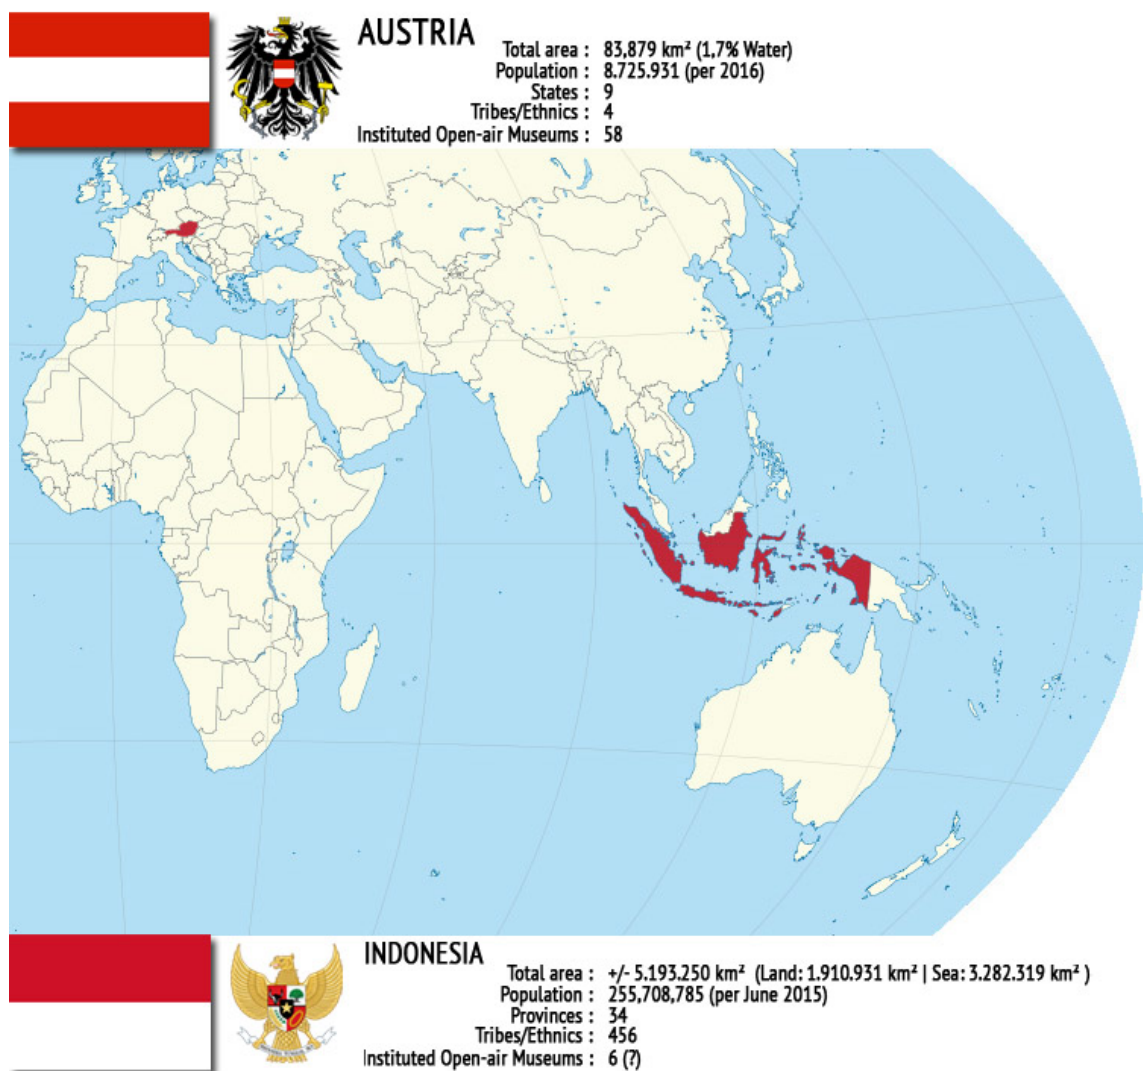 AUSTRIA
Total area : 83,879 km² (1,7% Water)
Population : 8.725.931 (per 2016)
States : 9
Tribes/Ethnics : 4
Instituted Open-air Museums : 58
INDONESIA
Total area : +/- 5.193.250 km² (Land: 1.910.931 km² | Sea: 3.282.319 km² )
Population : 255,708,785 (per June 2015)
Provinces : 34
Tribes/Ethnics : 456
Instituted Open-air Museums : 6 (?)